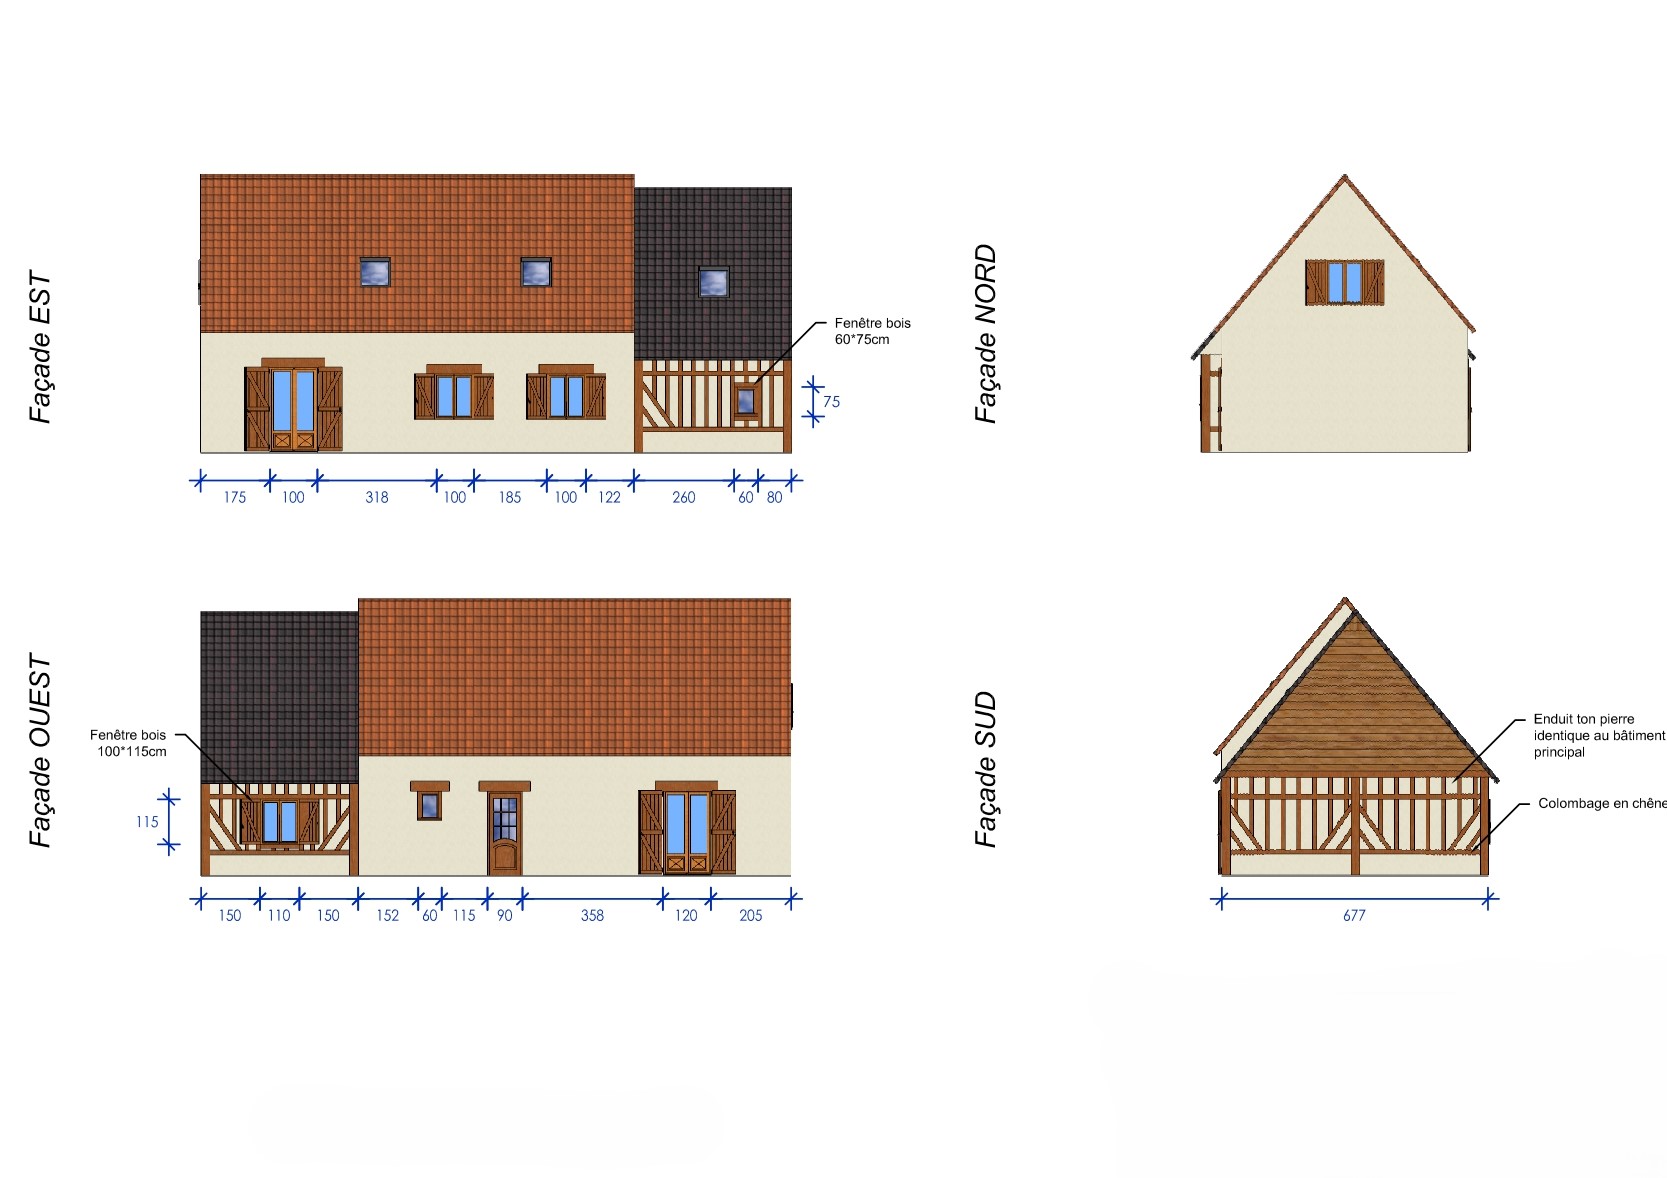 Façade EST
Fenêtre bois
60*75cm
75
175 100 318 100 185 100 122 260 60 80
Façade NORD
Façade OUEST
Fenêtre bois
100*115cm
115
150 110 150 152 60 115 90 358 120 205
Façade SUD
Enduit ton pierre
identique au bâtiment
principal
Colombage en chêne
677